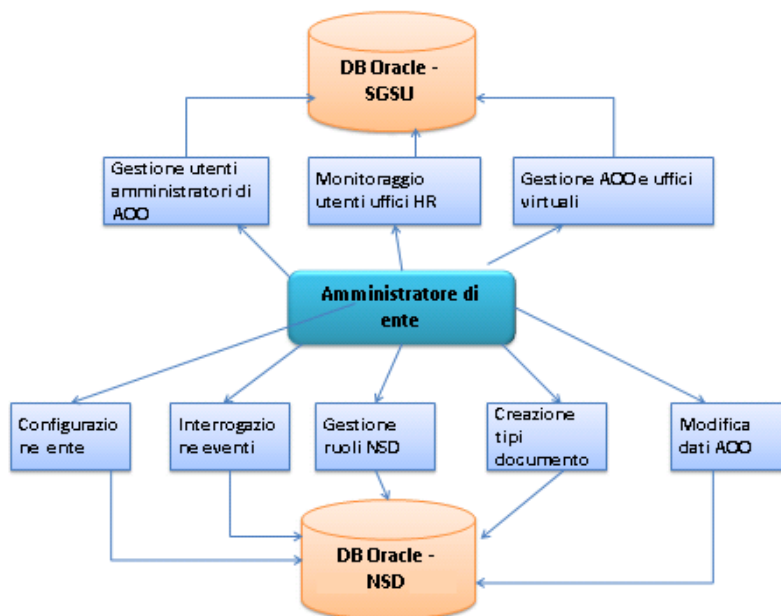 DB Oracle -
SGSU
Gestione utenti
amministratori di
AOO
Monitoraggio
utenti uffici HR
Gestione AOO e uffici
virtuali
Amministratore di
ente
Configurazio
ne ente
Interrogazio
ne eventi
Gestione
ruoli NSD
Creazione
tipi
documento
Modifica
dati AOO
DB Oracle -
NSD